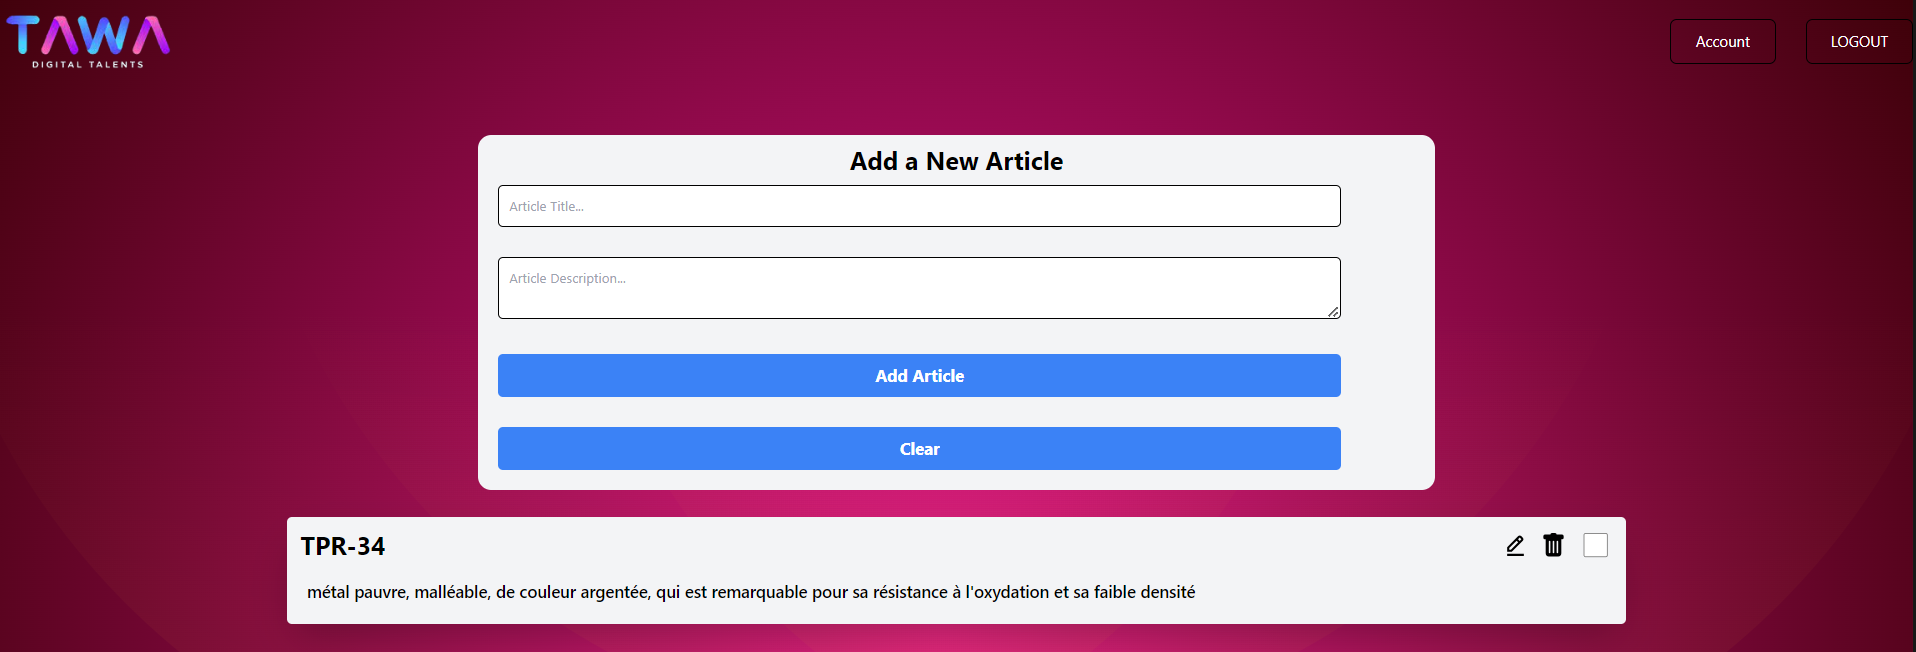 TAWA
DIGITAL TALENTS
Account
LOGOUT
Add a New Article
Article Title...
Article Description...
Add Article
Clear
TPR-34
métal pauvre, malléable, de couleur argentée, qui est remarquable pour sa résistance à l'oxydation et sa faible densité